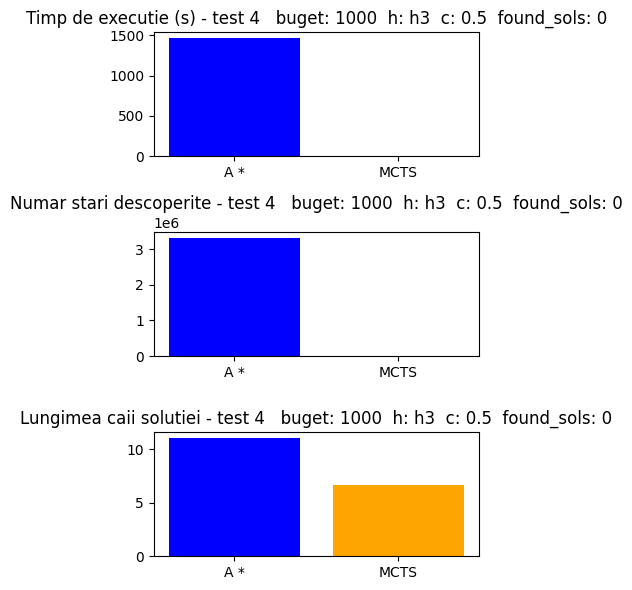 Timp de executie (s) - test 4   buget: 1000  h: h3  c: 0.5  found_sols: 0
1500
1000
500
0
A *
MCTS
Numar stari descoperite - test 4   buget: 1000  h: h3  c: 0.5  found_sols: 0
1e6
3
2
1
0
A *
MCTS
Lungimea caii solutiei - test 4   buget: 1000  h: h3  c: 0.5  found_sols: 0
10
5
0
A *
MCTS